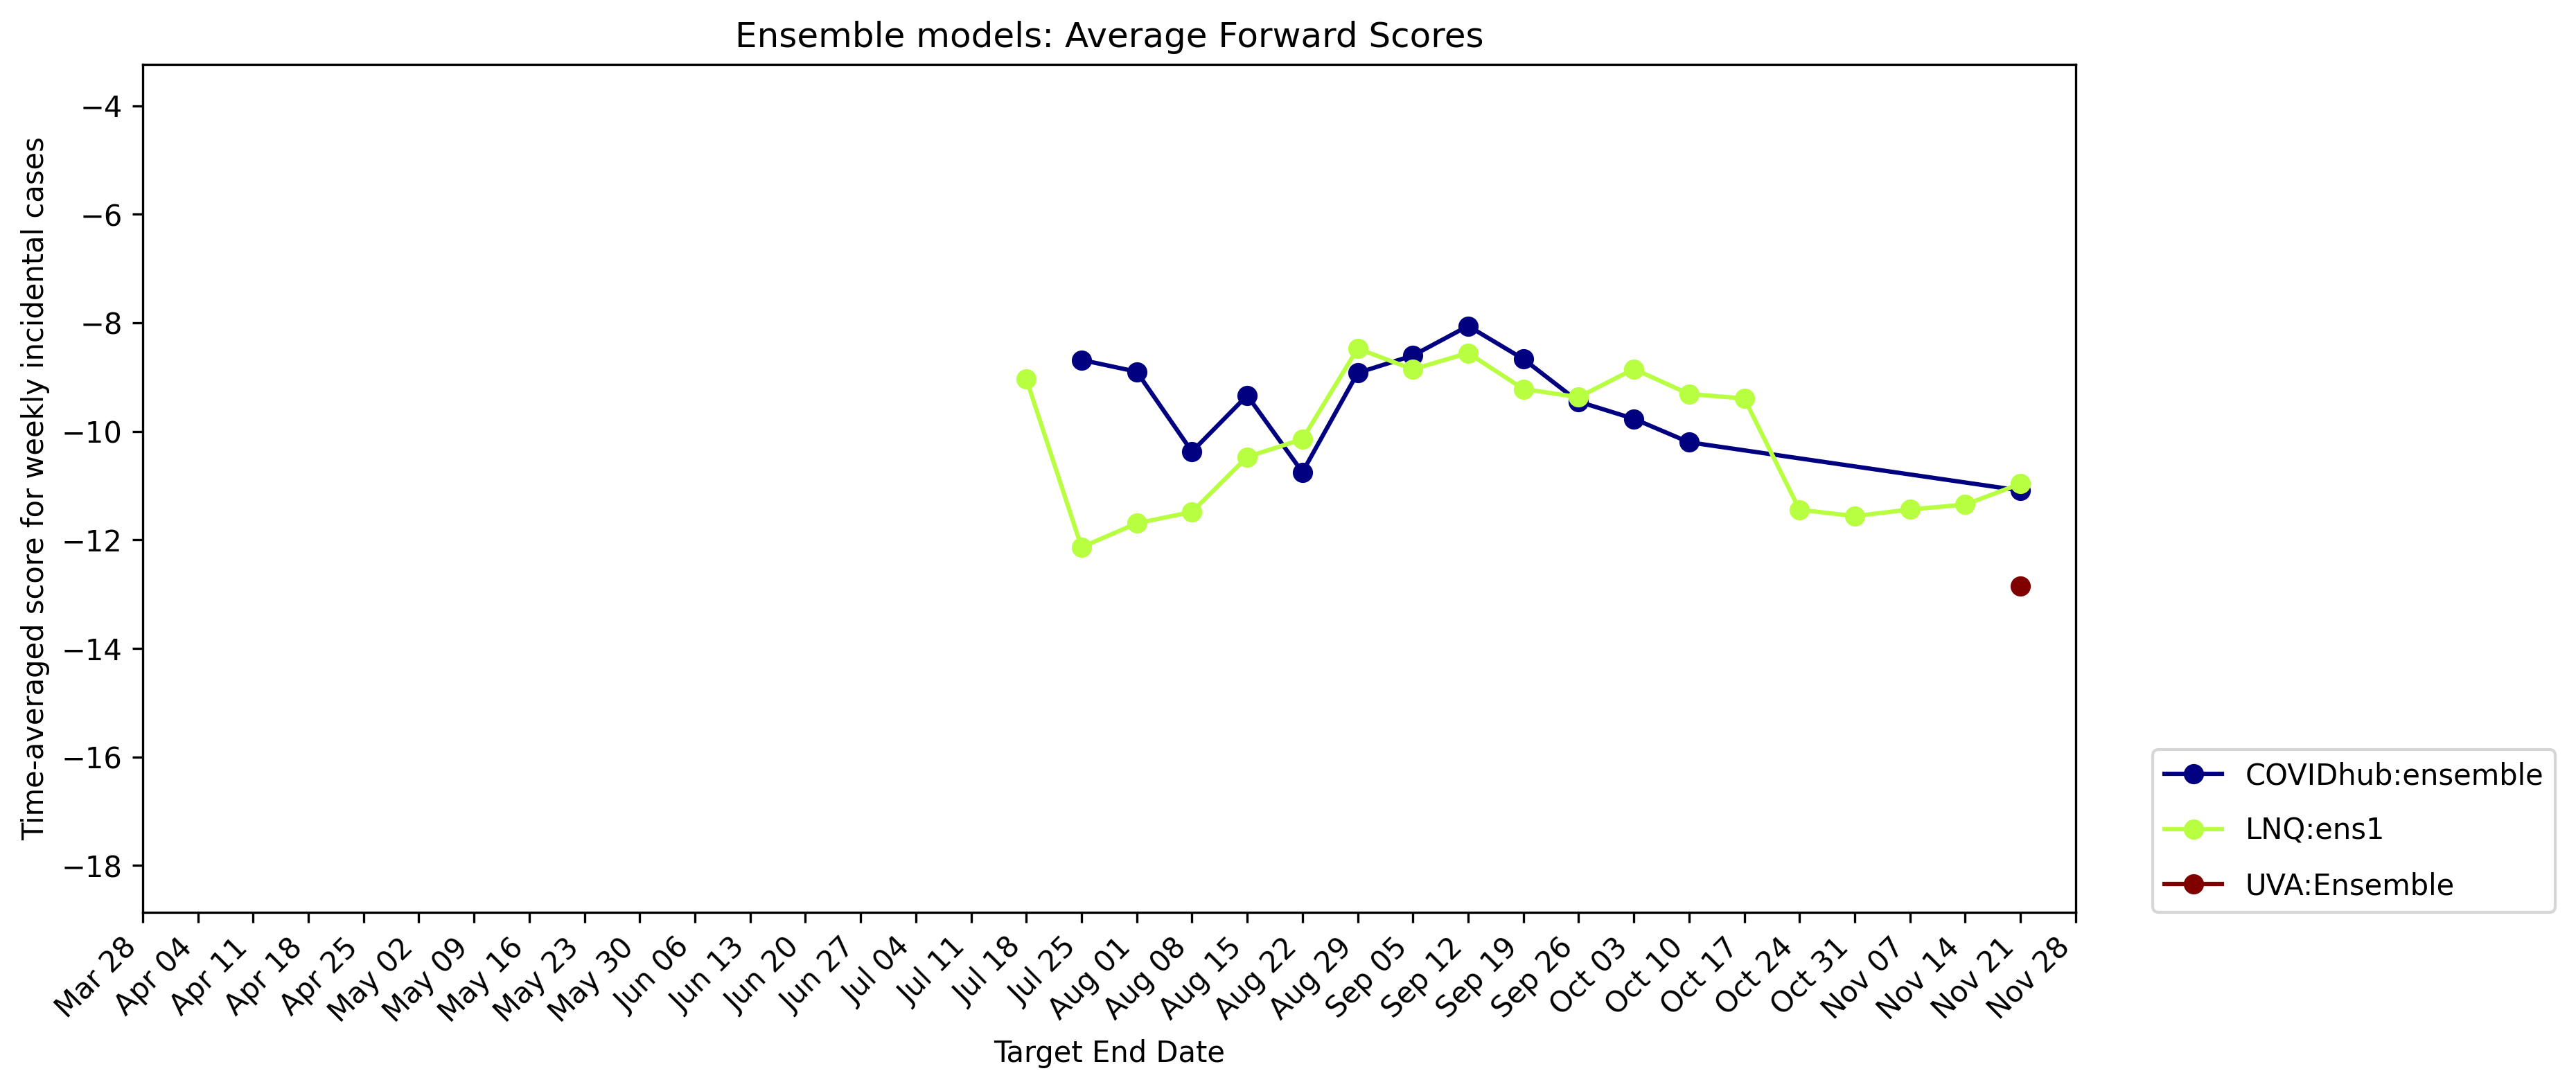 Ensemble models: Average Forward Scores
Time-averaged score for weekly incidental cases
−4
−6
−8
−10
−12
−14
−16
−18
Mar 28
Apr 04
Apr 11
Apr 18
Apr 25
May 02
May 09
May 16
May 23
May 30
Jun 06
Jun 13
Jun 20
Jun 27
Jul 04
Jul 11
Jul 18
Jul 25
Aug 01
Aug 08
Aug 15
Aug 22
Aug 29
Sep 05
Sep 12
Sep 19
Sep 26
Oct 03
Oct 10
Oct 17
Oct 24
Oct 31
Nov 07
Nov 14
Nov 21
Nov 28
Target End Date
COVIDhub:ensemble
LNQ:ens1
UVA:Ensemble